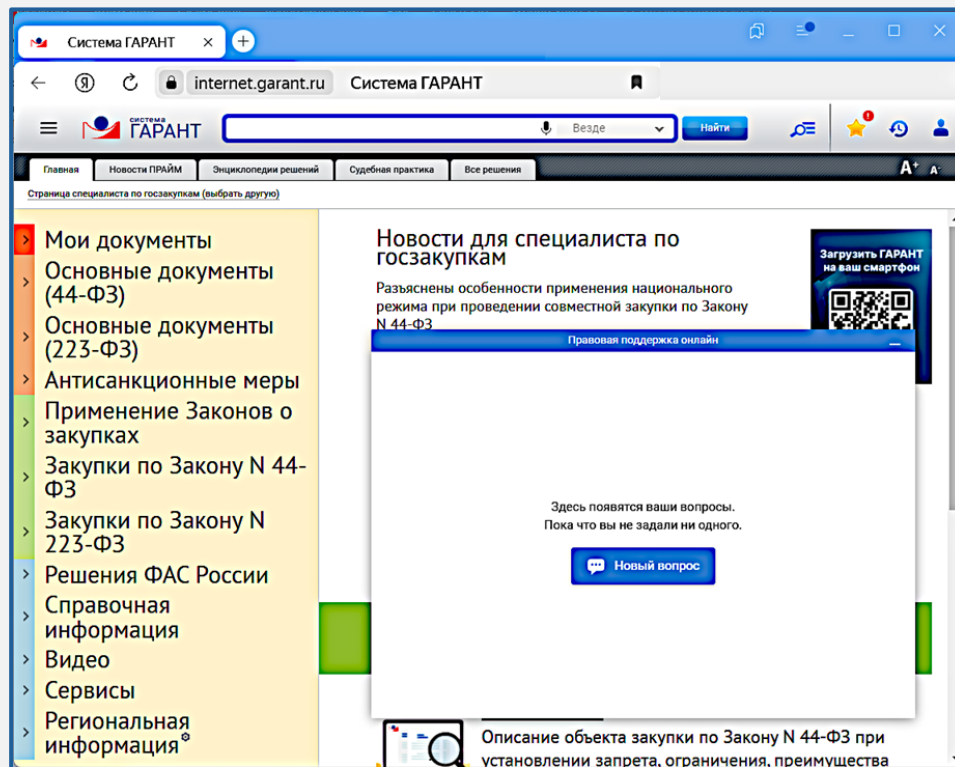 Система ГАРАНТ
internet.garant.ru Система ГАРАНТ
система
ГАРАНТ
Везде
Найти
Главная Новости ПРАЙМ Энциклопедии решений Судебная практика Все решения
A+ A-
Страница специалиста по госзакупкам (выбрать другую)
Мои документы
Основные документы
(44-ФЗ)
Основные документы
(223-ФЗ)
Антисанкционные меры
Применение Законов о
закупках
Закупки по Закону N 44-
ФЗ
Закупки по Закону N
223-ФЗ
Решения ФАС России
Справочная
информация
Видео
Сервисы
Региональная
информация
Новости для специалиста по
госзакупкам
Разъяснены особенности применения национального
режима при проведении совместной закупки по Закону
N 44-ФЗ
Загрузить ГАРАНТ
на ваш смартфон
Правовая поддержка онлайн
Здесь появятся ваши вопросы.
Пока что вы не задали ни одного.
Новый вопрос
Описание объекта закупки по Закону N 44-ФЗ при
установлении запрета, ограничения, преимущества